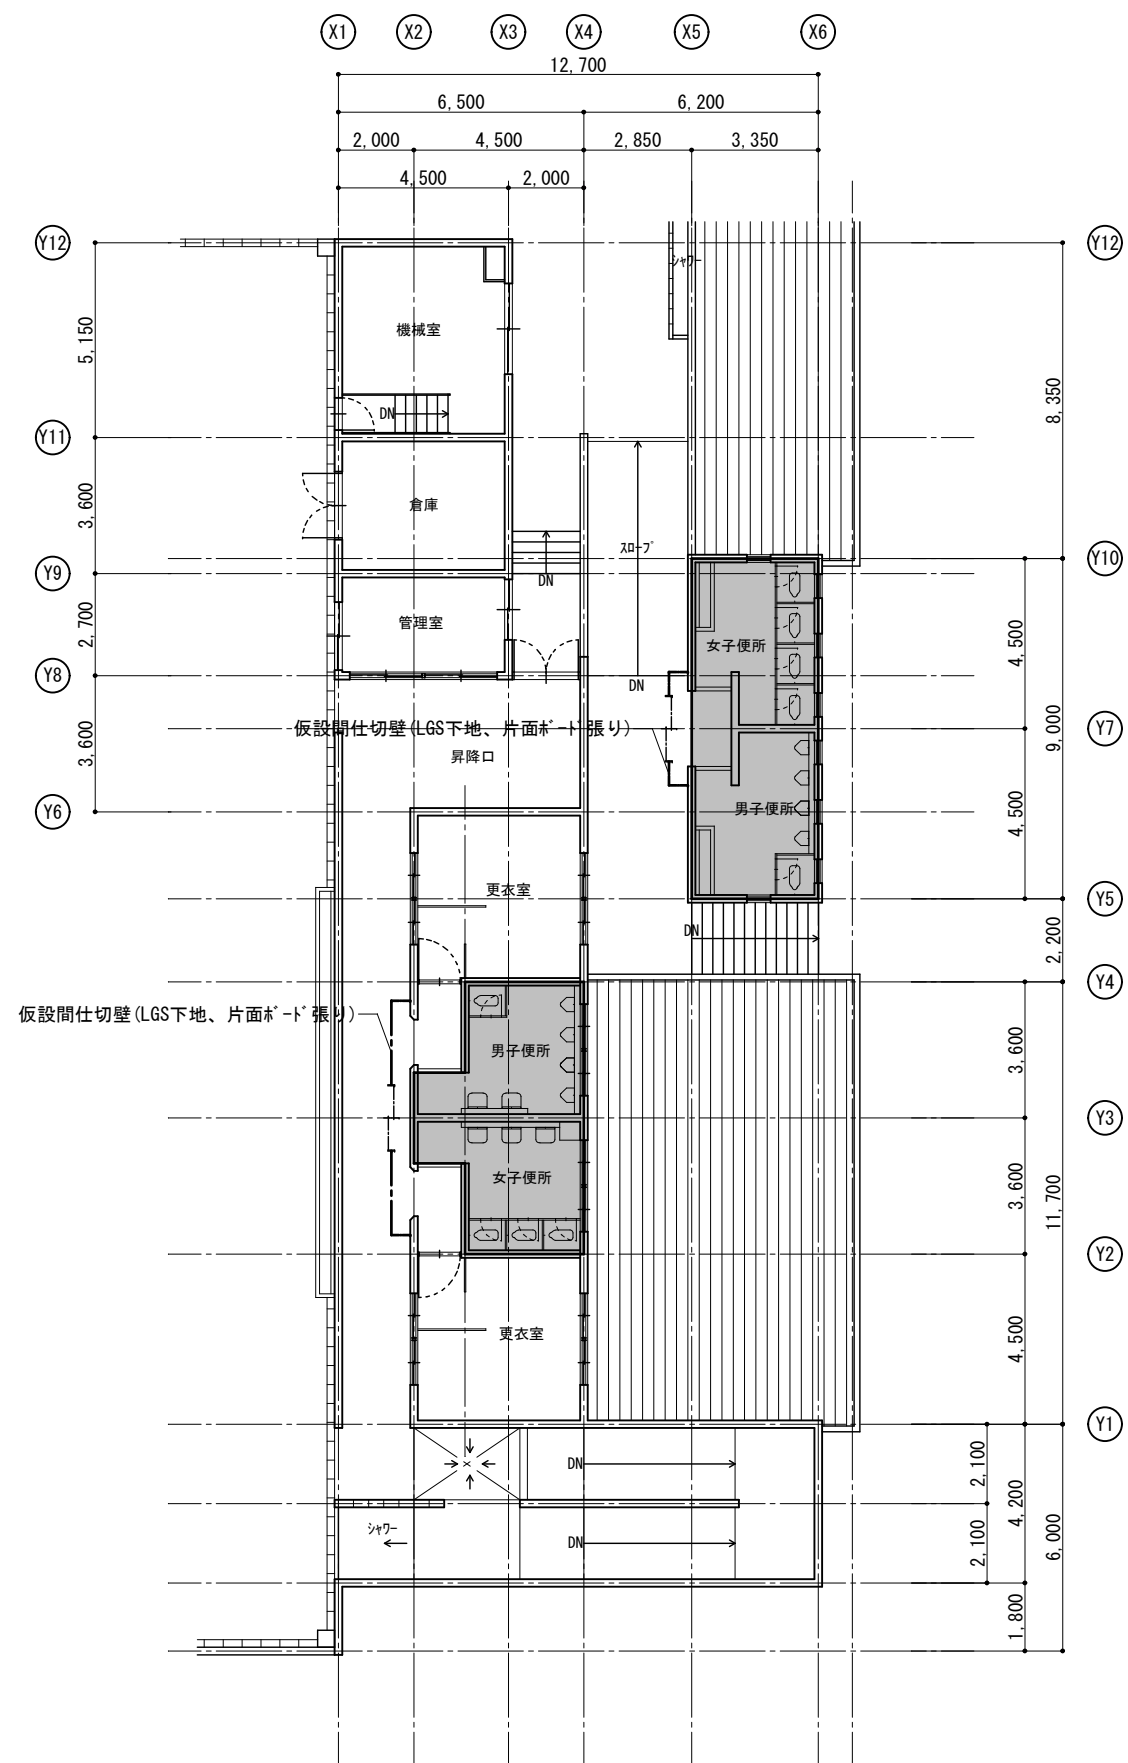 X1 X2 X3 X4 X5 X6
12,700
6,500 6,200
2,000 4,500 2,850 3,350
4,500 2,000
Y12 Y12
シャワー
5,150
機械室
8,350
DN
Y11
3,600
倉庫
スロープ
Y10
Y9
DN
2,700
管理室
4,500
女子便所
Y8
DN
仮設間仕切壁(LGS下地、片面ボード張り)
Y7
3,600
9,000
昇降口
Y6
男子便所
4,500
更衣室
Y5
DN
2,200
Y4
仮設間仕切壁(LGS下地、片面ボード張り)
男子便所
3,600
Y3
女子便所
3,600
11,700
Y2
更衣室
4,500
Y1
DN
2,100
4,200
シャワー
DN
2,100
6,000
1,800